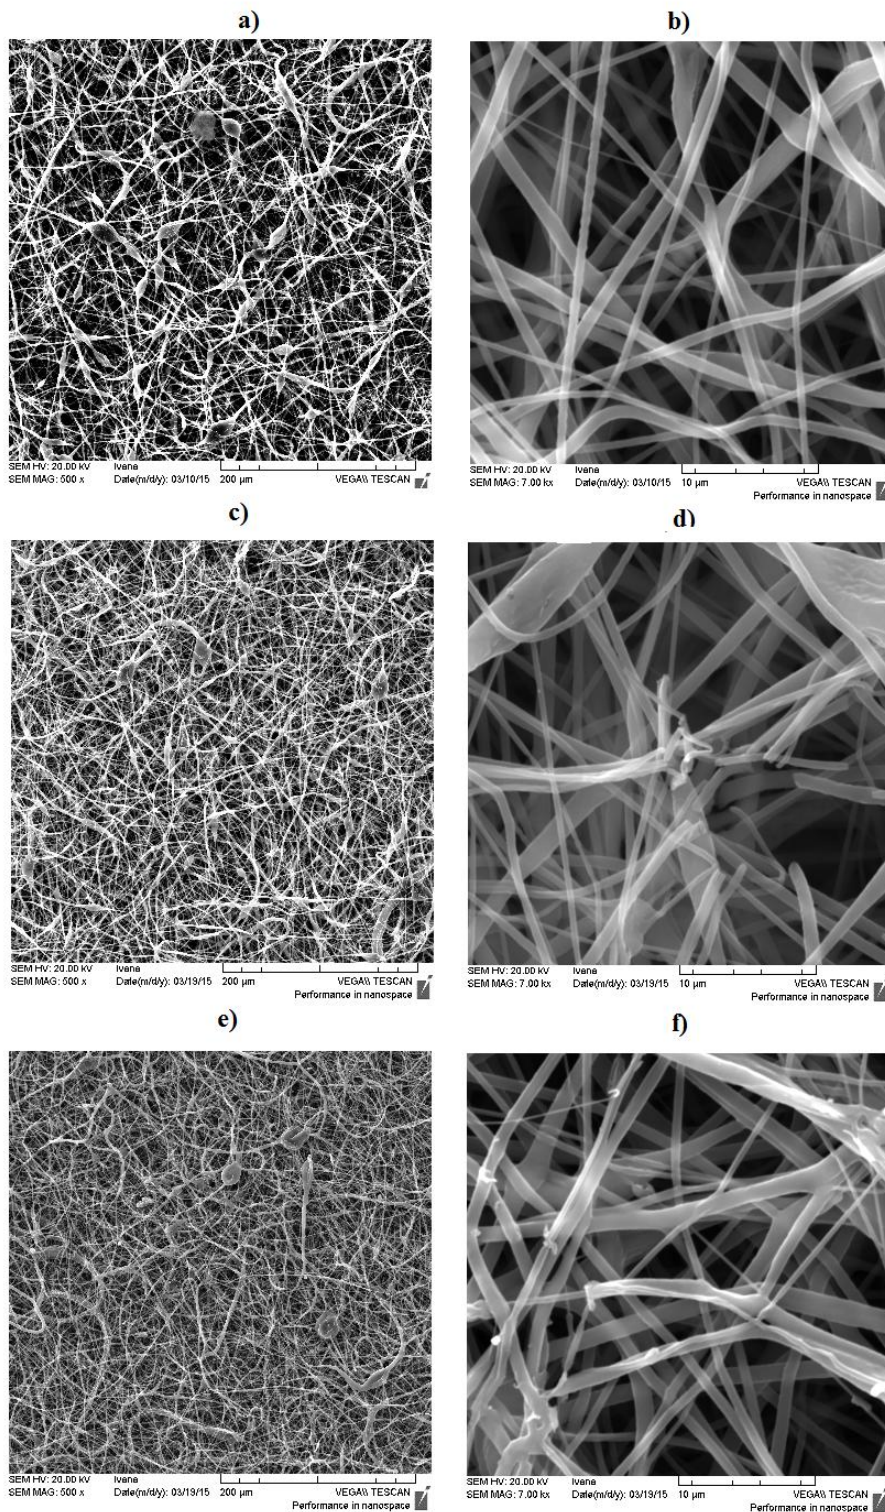 a)
b)
SEM HV: 20.00 kV Ivana
SEM MAG: 500 x Date(m/d/y): 03/10/15 200 µm VEGA\\ TESCAN
SEM HV: 20.00 kV Ivana
SEM MAG: 7.00 kx Date(m/d/y): 03/10/15 10 µm VEGA\\ TESCAN
Performance in nanospace
c)
d)
SEM HV: 20.00 kV Ivana
SEM MAG: 500 x Date(m/d/y): 03/19/15 200 µm VEGA\\ TESCAN
Performance in nanospace
SEM HV: 20.00 kV Ivana
SEM MAG: 7.00 kx Date(m/d/y): 03/19/15 10 µm VEGA\\ TESCAN
Performance in nanospace
e)
f)
SEM HV: 20.00 kV Ivana
SEM MAG: 500 x Date(m/d/y): 03/19/15 200 µm VEGA\\ TESCAN
Performance in nanospace
SEM HV: 20.00 kV Ivana
SEM MAG: 7.00 kx Date(m/d/y): 03/19/15 10 µm VEGA\\ TESCAN
Performance in nanospace